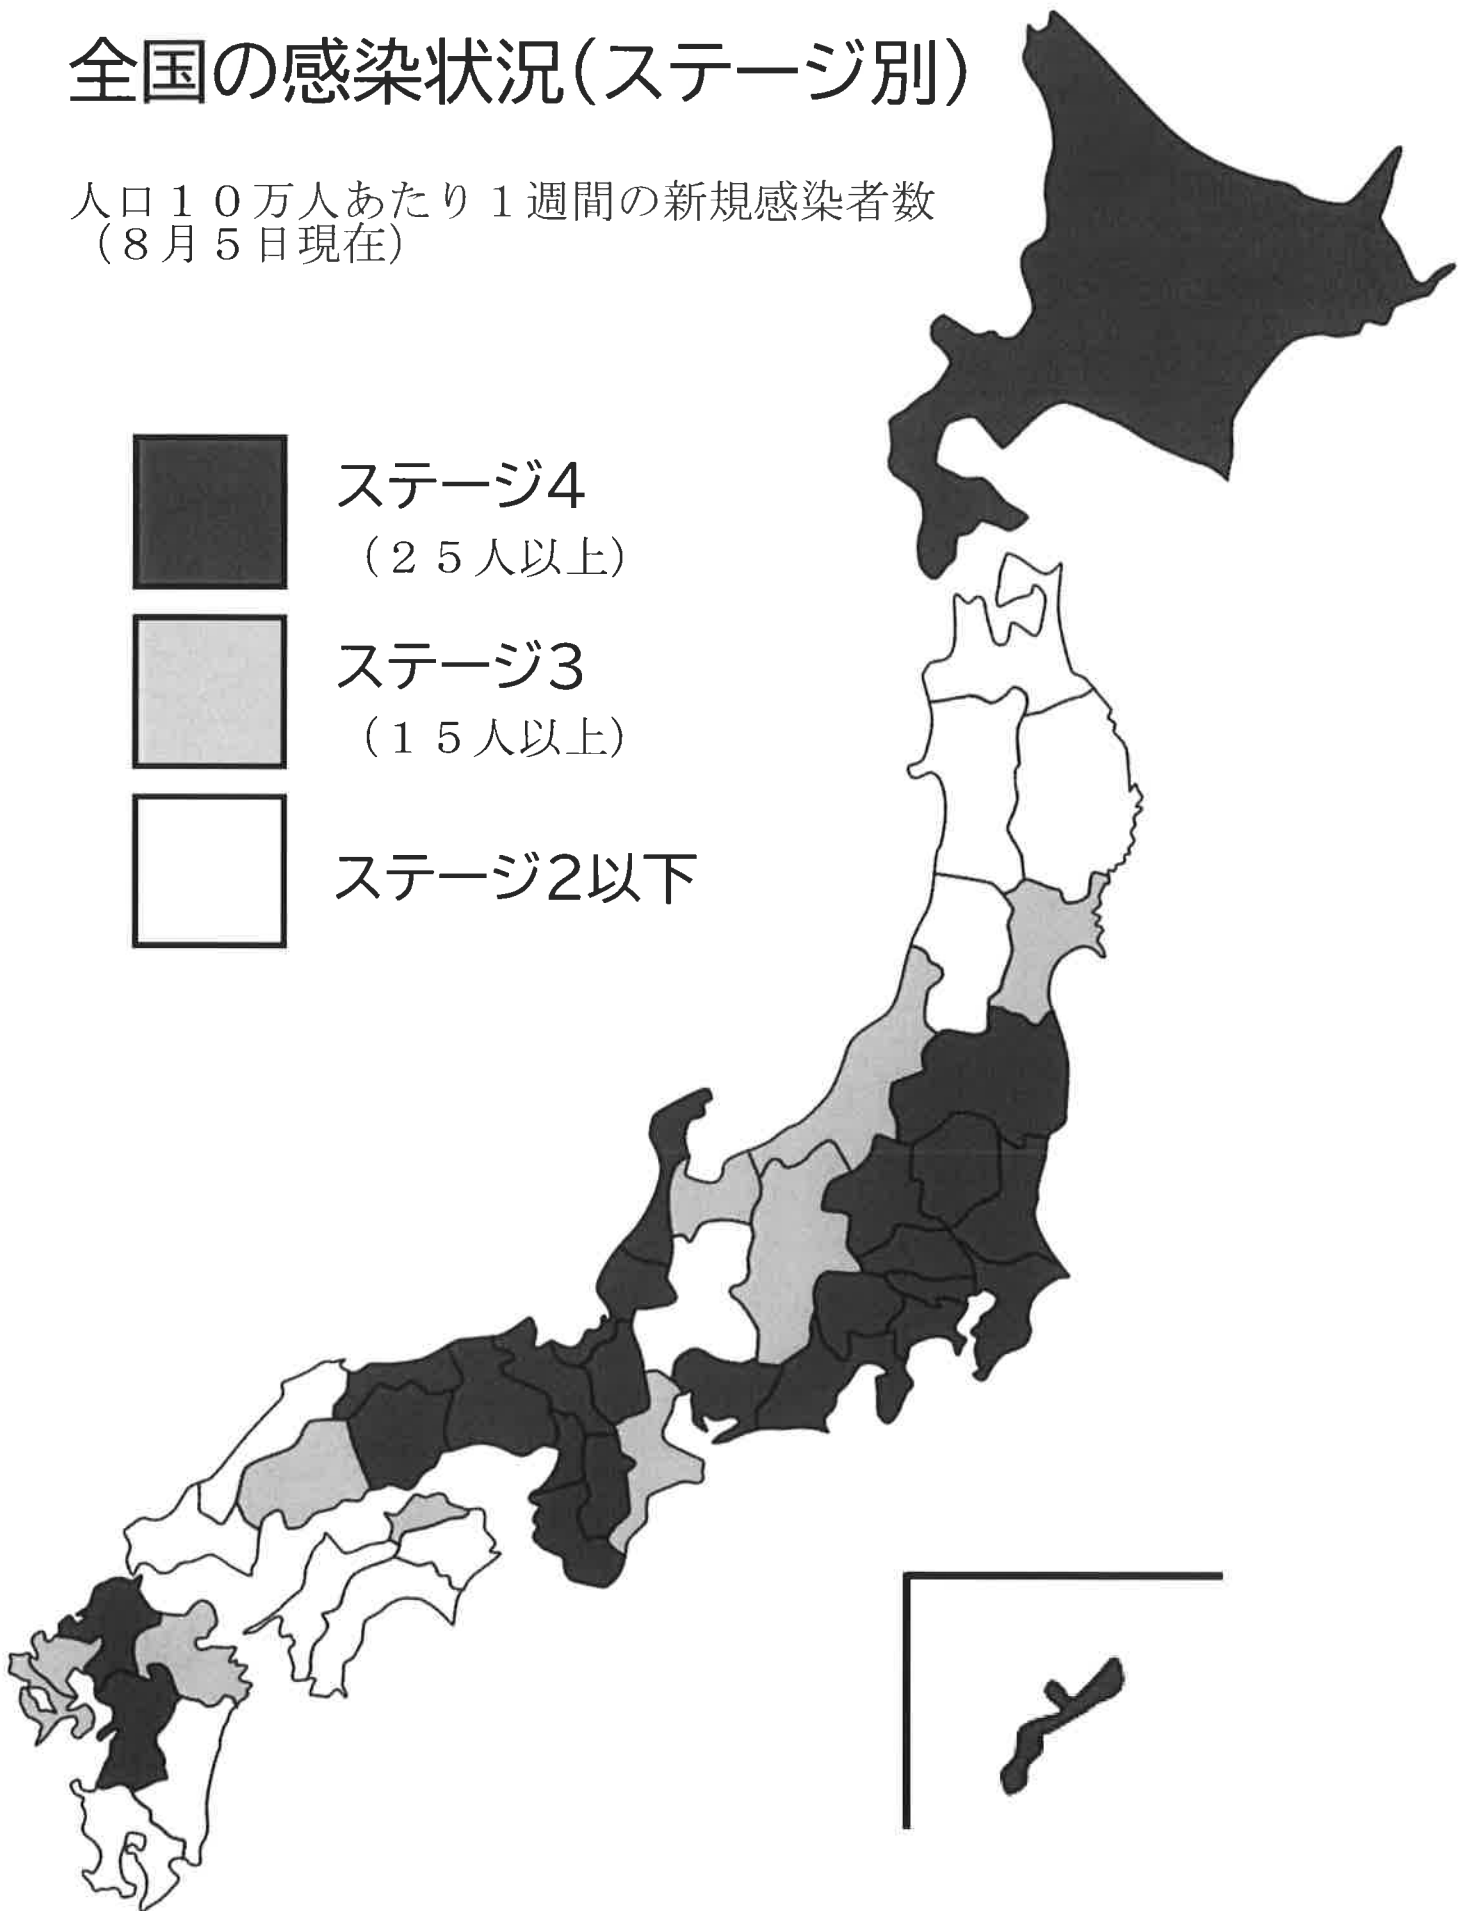 全国の感染状況(ステージ別)
人口10万人あたり1週間の新規感染者数
(8月5日現在)
ステージ4
(25人以上)
ステージ3
(15人以上)
ステージ2以下